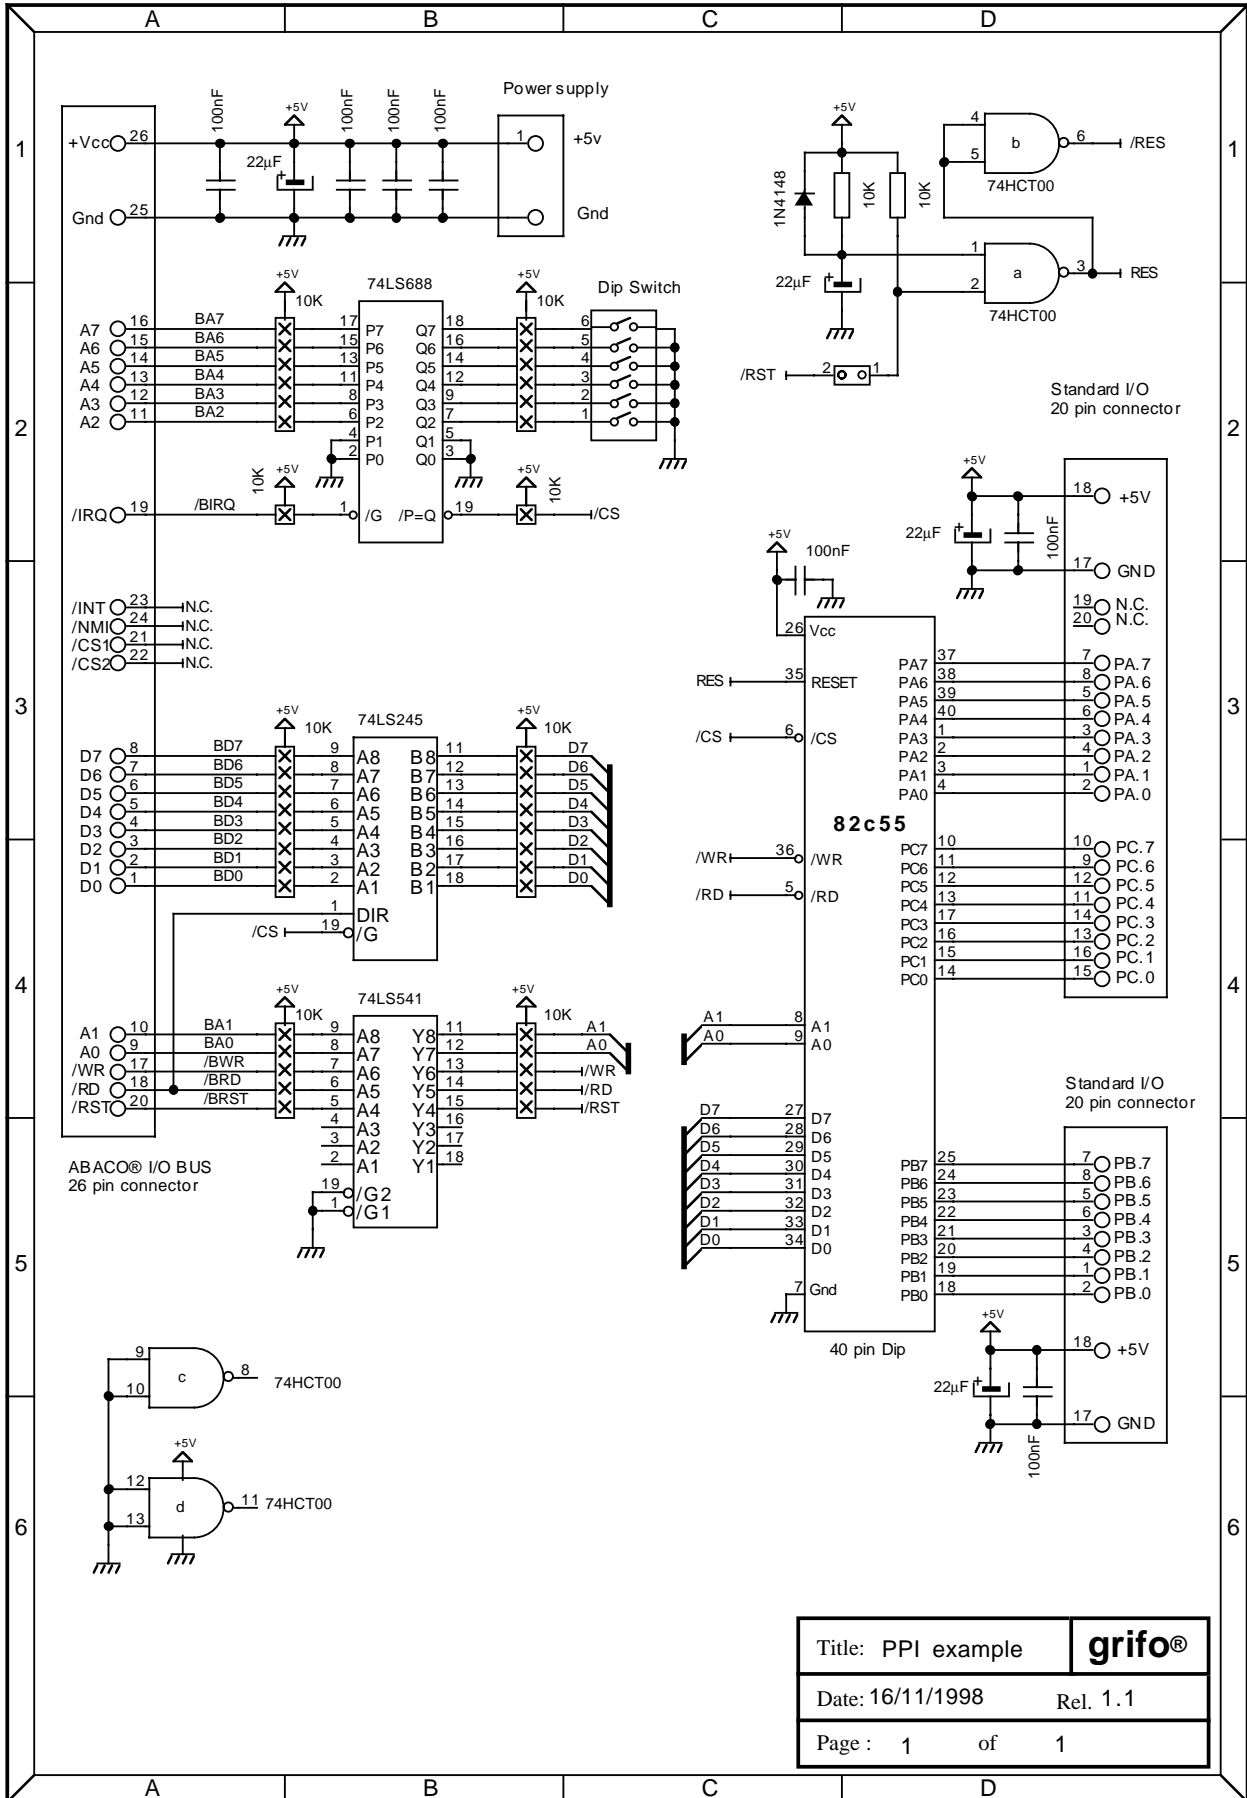 A B C D
1 1
2 2
3 3
4 4
5 5
6 6
A B C D
+Vcc 26
100nF
+5V
22µF
+
100nF
100nF
100nF
Power supply
1 +5v
Gnd 25
Gnd
+5V
1N4148
10K
10K
22µF
+
4
5
b
6
/RES
74HCT00
1
2
a
3
RES
74HCT00
/RST 2 1
+5V
10K
74LS688
+5V
10K
Dip Switch
A7 16 BA7 17 P7 Q7 18 6
A6 15 BA6 15 P6 Q6 16 5
A5 14 BA5 13 P5 Q5 14 4
A4 13 BA4 11 P4 Q4 12 3
A3 12 BA3 8 P3 Q3 9 2
A2 11 BA2 6 P2 Q2 7 1
4 P1 Q1 5
2 P0 Q0 3
10K
+5V
+5V
10K
/IRQ 19 /BIRQ 1 /G /P=Q 19 /CS
/INT 23 N.C.
/NMI 24 N.C.
/CS1 21 N.C.
/CS2 22 N.C.
+5V
10K
74LS245
+5V
10K
D7 8 BD7 9 A8 B8 11 D7
D6 7 BD6 8 A7 B7 12 D6
D5 6 BD5 7 A6 B6 13 D5
D4 5 BD4 6 A5 B5 14 D4
D3 4 BD3 5 A4 B4 15 D3
D2 3 BD2 4 A3 B3 16 D2
D1 2 BD1 3 A2 B2 17 D1
D0 1 BD0 2 A1 B1 18 D0
1 DIR
/CS 19 /G
+5V
10K
74LS541
+5V
10K
A1 10 BA1 9 A8 Y8 11 A1
A0 9 BA0 8 A7 Y7 12 A0
/WR 17 /BWR 7 A6 Y6 13 /WR
/RD 18 /BRD 6 A5 Y5 14 /RD
/RST 20 /BRST 5 A4 Y4 15 /RST
4 A3 Y3 16
3 A2 Y2 17
2 A1 Y1 18
19 /G2
1 /G1
ABACO® I/O BUS
26 pin connector
9
10
c
8
74HCT00
+5V
12
13
d
11
74HCT00
+5V
100nF
26 Vcc
RES 35 RESET
/CS 6 /CS
82c55
/WR 36 /WR
/RD 5 /RD
A1 8 A1
A0 9 A0
D7 27 D7
D6 28 D6
D5 29 D5
D4 30 D4
D3 31 D3
D2 32 D2
D1 33 D1
D0 34 D0
7 Gnd
40 pin Dip
Standard I/O
20 pin connector
+5V
22µF
+
100nF
18 +5V
17 GND
19 N.C.
20 N.C.
PA7 37 7 PA.7
PA6 38 8 PA.6
PA5 39 5 PA.5
PA4 40 6 PA.4
PA3 1 3 PA.3
PA2 2 4 PA.2
PA1 3 1 PA.1
PA0 4 2 PA.0
PC7 10 10 PC.7
PC6 11 9 PC.6
PC5 12 12 PC.5
PC4 13 11 PC.4
PC3 17 14 PC.3
PC2 16 13 PC.2
PC1 15 16 PC.1
PC0 14 15 PC.0
Standard I/O
20 pin connector
PB7 25 7 PB.7
PB6 24 8 PB.6
PB5 23 5 PB.5
PB4 22 6 PB.4
PB3 21 3 PB.3
PB2 20 4 PB.2
PB1 19 1 PB.1
PB0 18 2 PB.0
+5V
22µF
+
100nF
18 +5V
17 GND
Title: PPI example grifo®
Date: 16/11/1998 Rel. 1.1
Page : 1 of 1